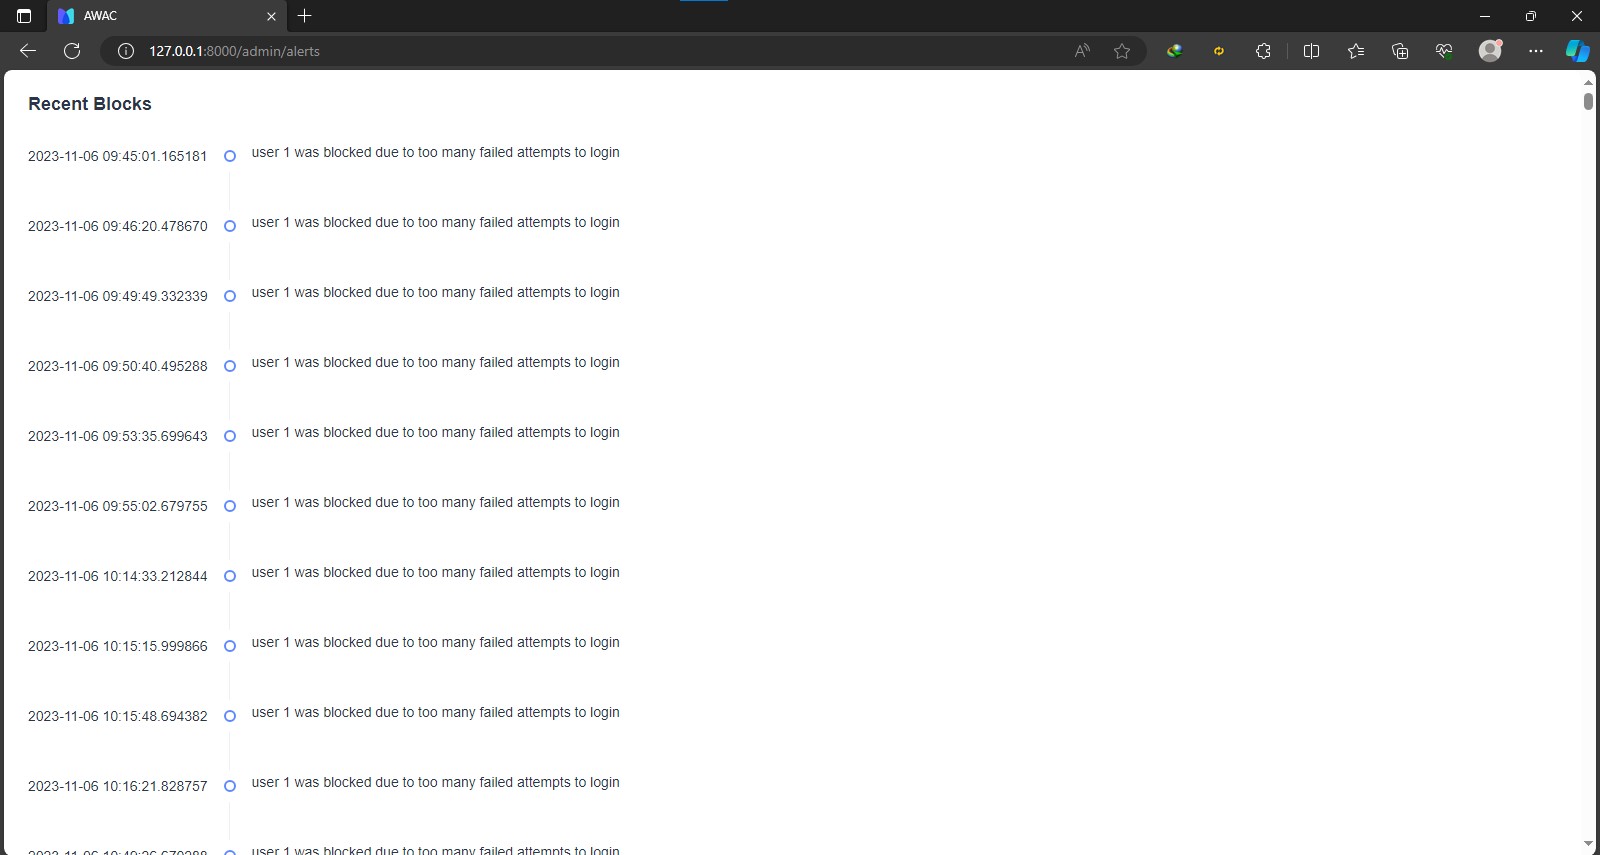 AWAC
127.0.0.1:8000/admin/alerts
Recent Blocks
2023-11-06 09:45:01.165181 user 1 was blocked due to too many failed attempts to login
2023-11-06 09:46:20.478670 user 1 was blocked due to too many failed attempts to login
2023-11-06 09:49:49.332339 user 1 was blocked due to too many failed attempts to login
2023-11-06 09:50:40.495288 user 1 was blocked due to too many failed attempts to login
2023-11-06 09:53:35.699643 user 1 was blocked due to too many failed attempts to login
2023-11-06 09:55:02.679755 user 1 was blocked due to too many failed attempts to login
2023-11-06 10:14:33.212844 user 1 was blocked due to too many failed attempts to login
2023-11-06 10:15:15.999866 user 1 was blocked due to too many failed attempts to login
2023-11-06 10:15:48.694382 user 1 was blocked due to too many failed attempts to login
2023-11-06 10:16:21.828757 user 1 was blocked due to too many failed attempts to login
user 1 was blocked due to too many failed attempts to login